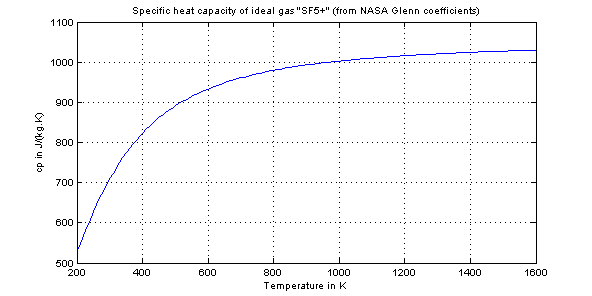 Specific heat capacity of ideal gas "SF5+" (from NASA Glenn coefficients)
1100
1000
900
800
700
600
500
cp in J/(kg.K)
200 400 600 800 1000 1200 1400 1600
Temperature in K